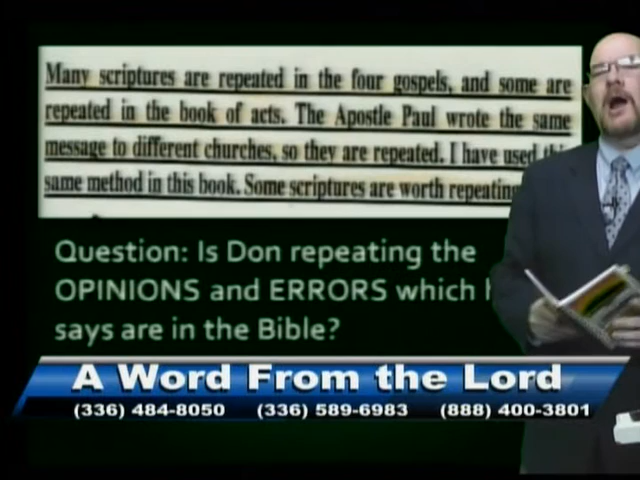 Many scriptures are repeated in the four gospels, and some are
repeated in the book of acts. The Apostle Paul wrote the same
message to different churches, so they are repeated. I have used
same method in this book. Some scriptures are worth repeating
Question: Is Don repeating the
OPINIONS and ERRORS which
says are in the Bible?
A Word From the Lord
(336) 484-8050 (336) 589-6983 (888) 400-3801